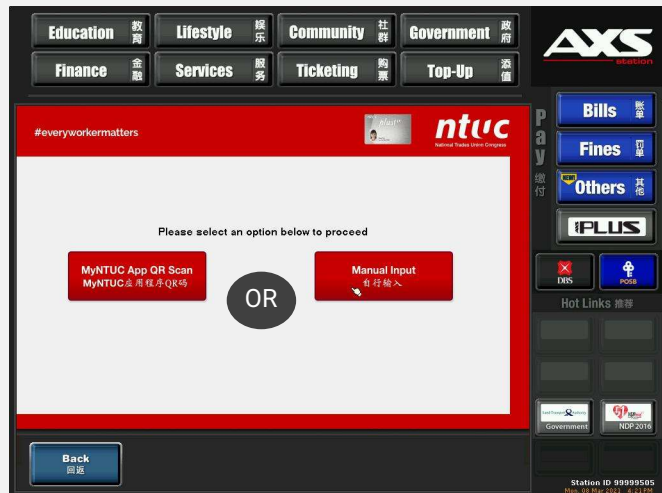 Education 教育
Lifestyle 娱乐
Community 社群
Government 政府
Finance 金融
Services 服务
Ticketing 购票
Top-Up 添值
AXS
station
#everyworkermatters
plus!
ntuc
National Trades Union Congress
Please select an option below to proceed
MyNTUC App QR Scan
MyNTUC应用程序QR码
OR
Manual Input
自行输入
Pay
缴付
Bills 账单
Fines 罚单
NEW!
Others 其他
iPLUS
DBS
POSB
Hot Links 推荐
Government
NDP 2016
Back
回返
Station ID 99999505
Mon, 08 Mar 2021 4:21 PM